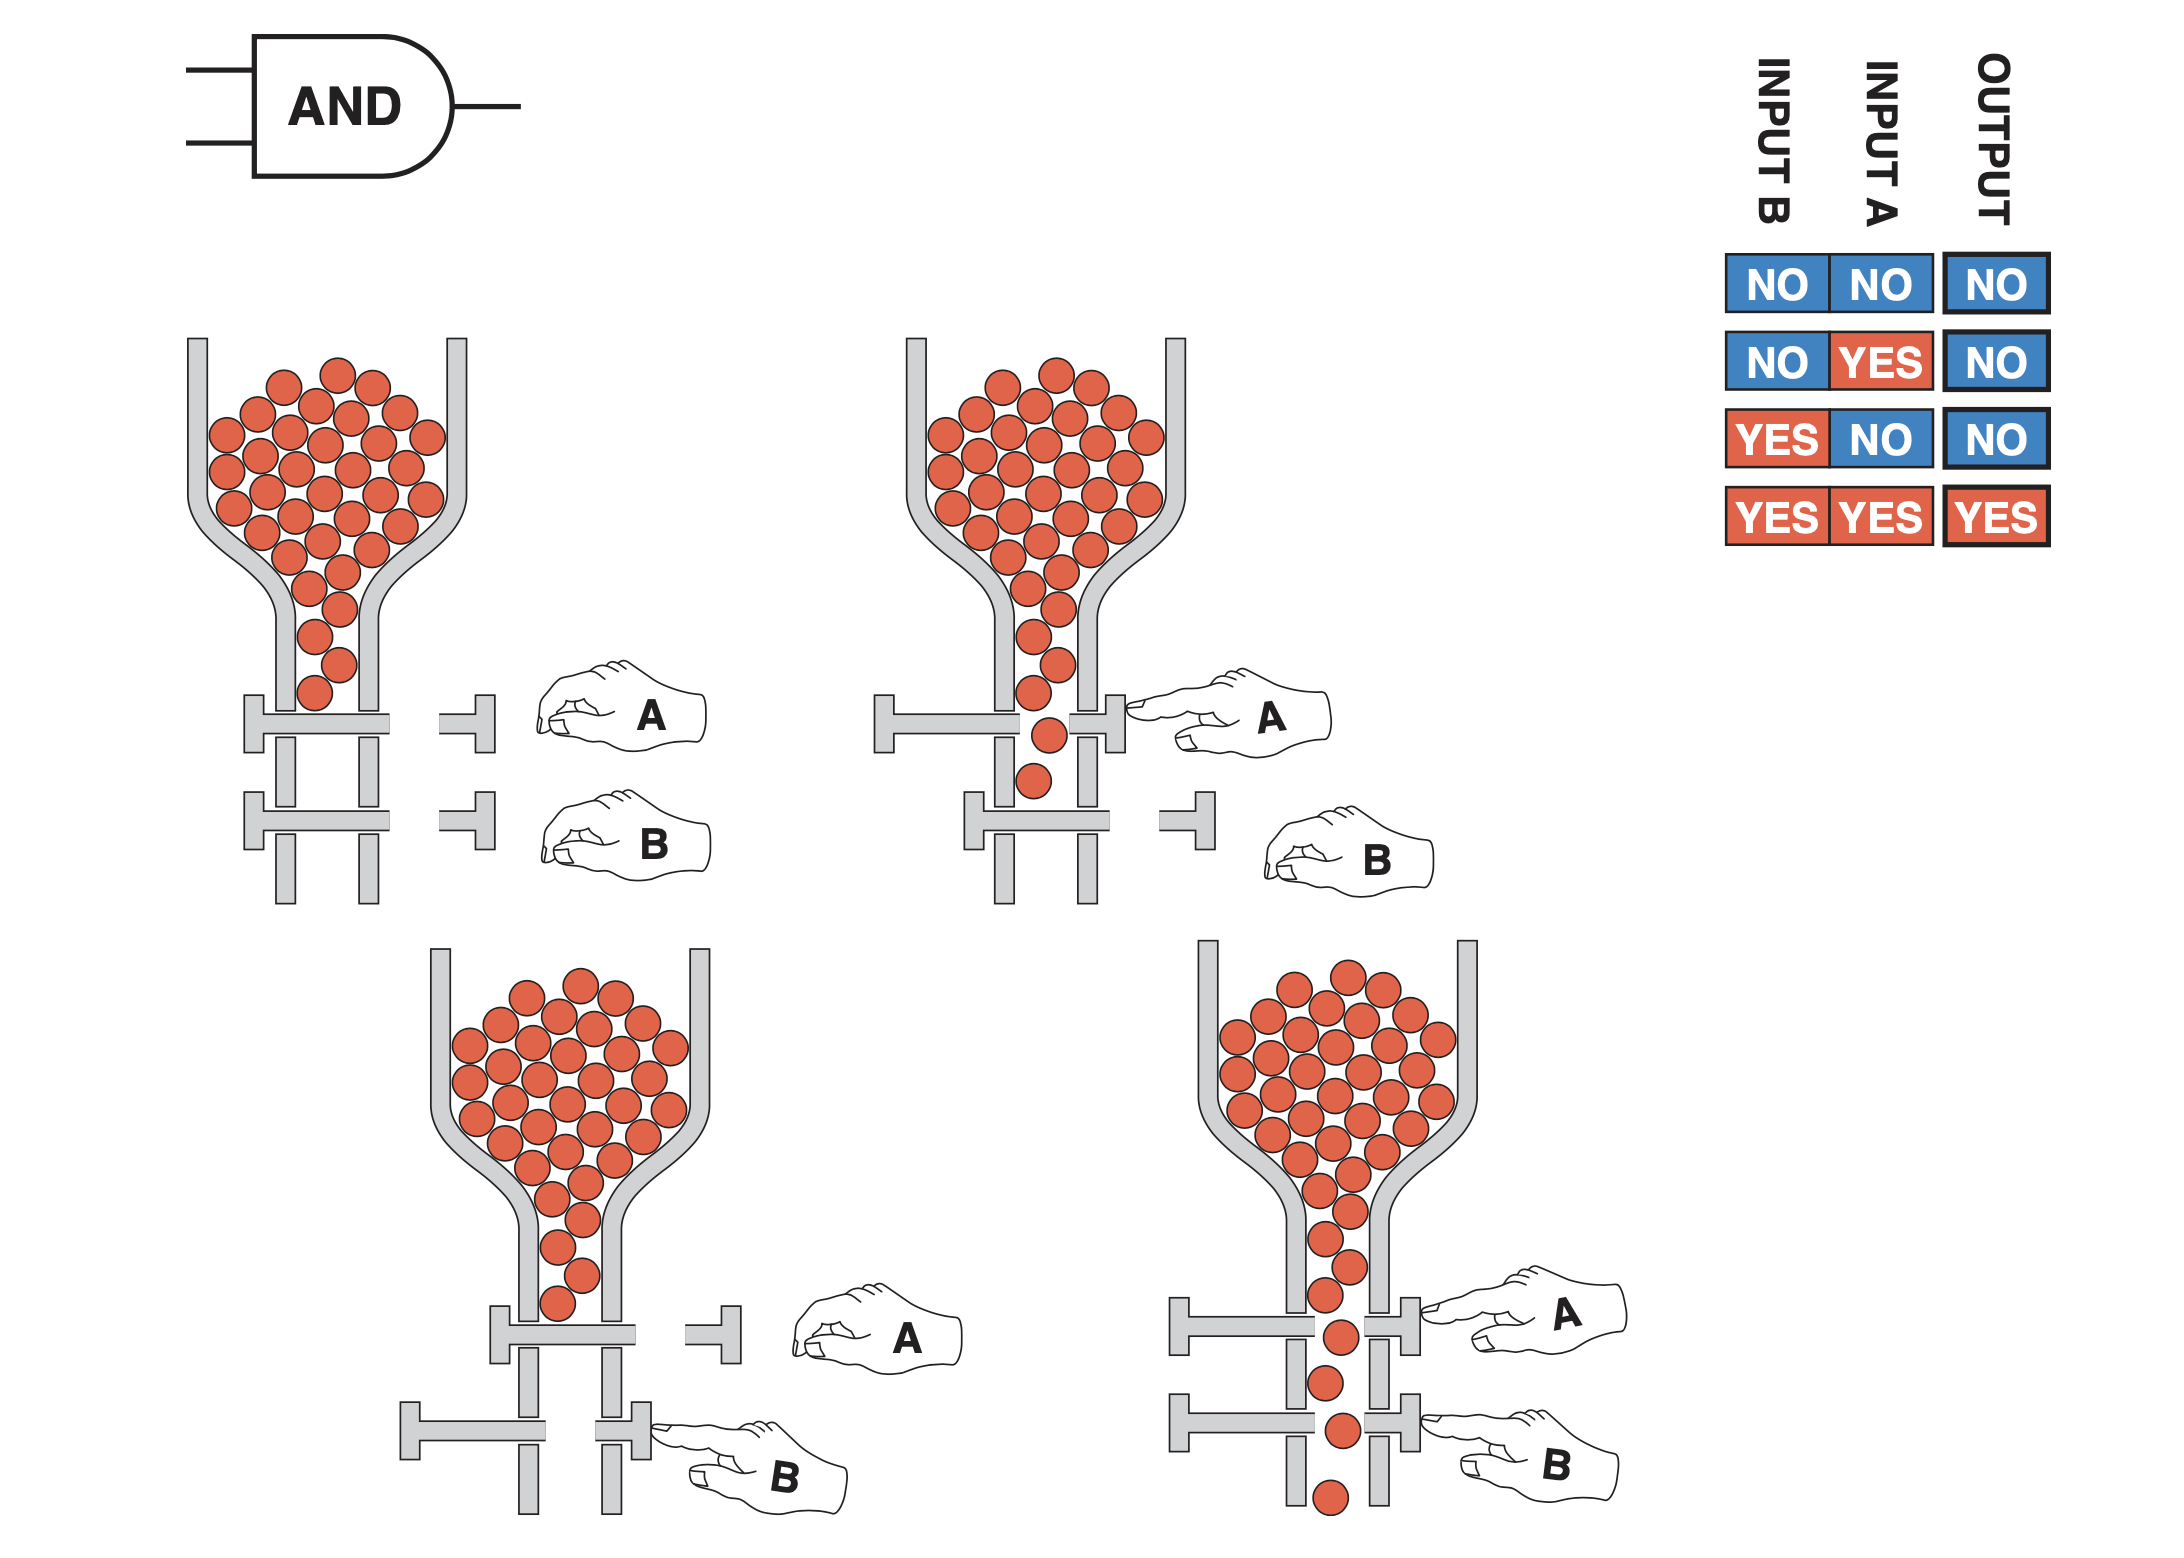 AND
INPUT B
INPUT A
OUTPUT
NO NO NO
NO YES NO
YES NO NO
YES YES YES
A
B
A
B
A
B
A
B